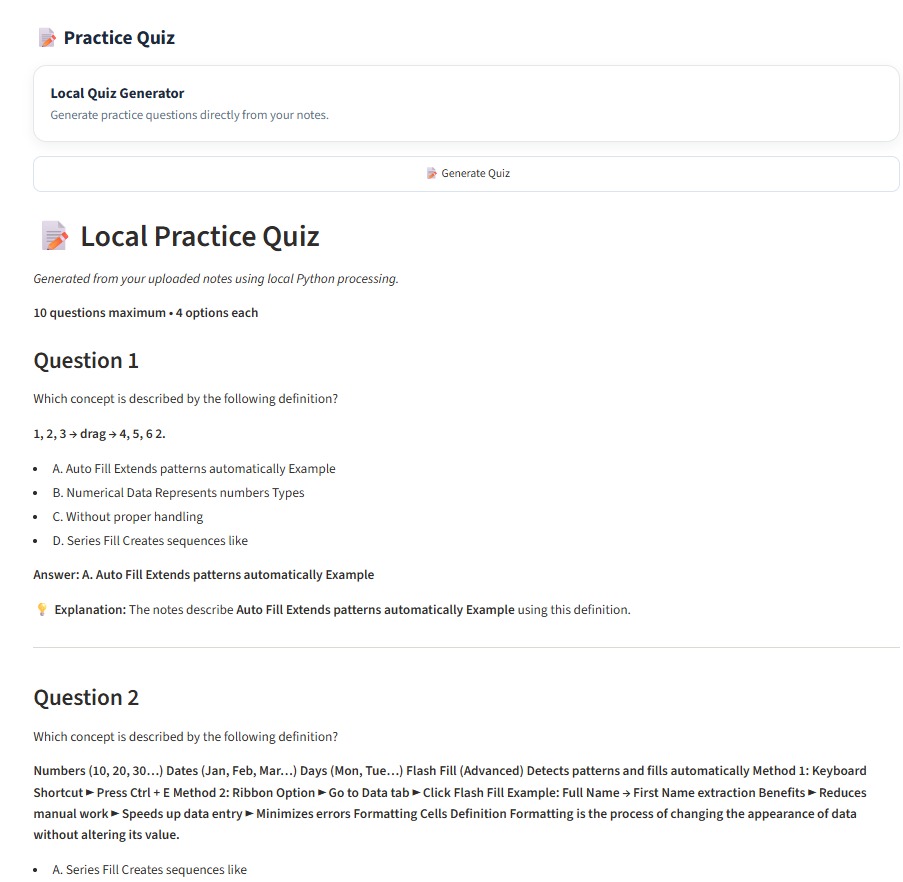 📝 Practice Quiz
Local Quiz Generator
Generate practice questions directly from your notes.
📝 Generate Quiz
📝 Local Practice Quiz
Generated from your uploaded notes using local Python processing.
10 questions maximum • 4 options each
Question 1
Which concept is described by the following definition?
1, 2, 3 → drag → 4, 5, 6 2.
• A. Auto Fill Extends patterns automatically Example
• B. Numerical Data Represents numbers Types
• C. Without proper handling
• D. Series Fill Creates sequences like
Answer: A. Auto Fill Extends patterns automatically Example
💡 Explanation: The notes describe Auto Fill Extends patterns automatically Example using this definition.
Question 2
Which concept is described by the following definition?
Numbers (10, 20, 30…) Dates (Jan, Feb, Mar…) Days (Mon, Tue…) Flash Fill (Advanced) Detects patterns and fills automatically Method 1: Keyboard
Shortcut ► Press Ctrl + E Method 2: Ribbon Option ► Go to Data tab ► Click Flash Fill Example: Full Name → First Name extraction Benefits ► Reduces
manual work ► Speeds up data entry ► Minimizes errors Formatting Cells Definition Formatting is the process of changing the appearance of data
without altering its value.
• A. Series Fill Creates sequences like